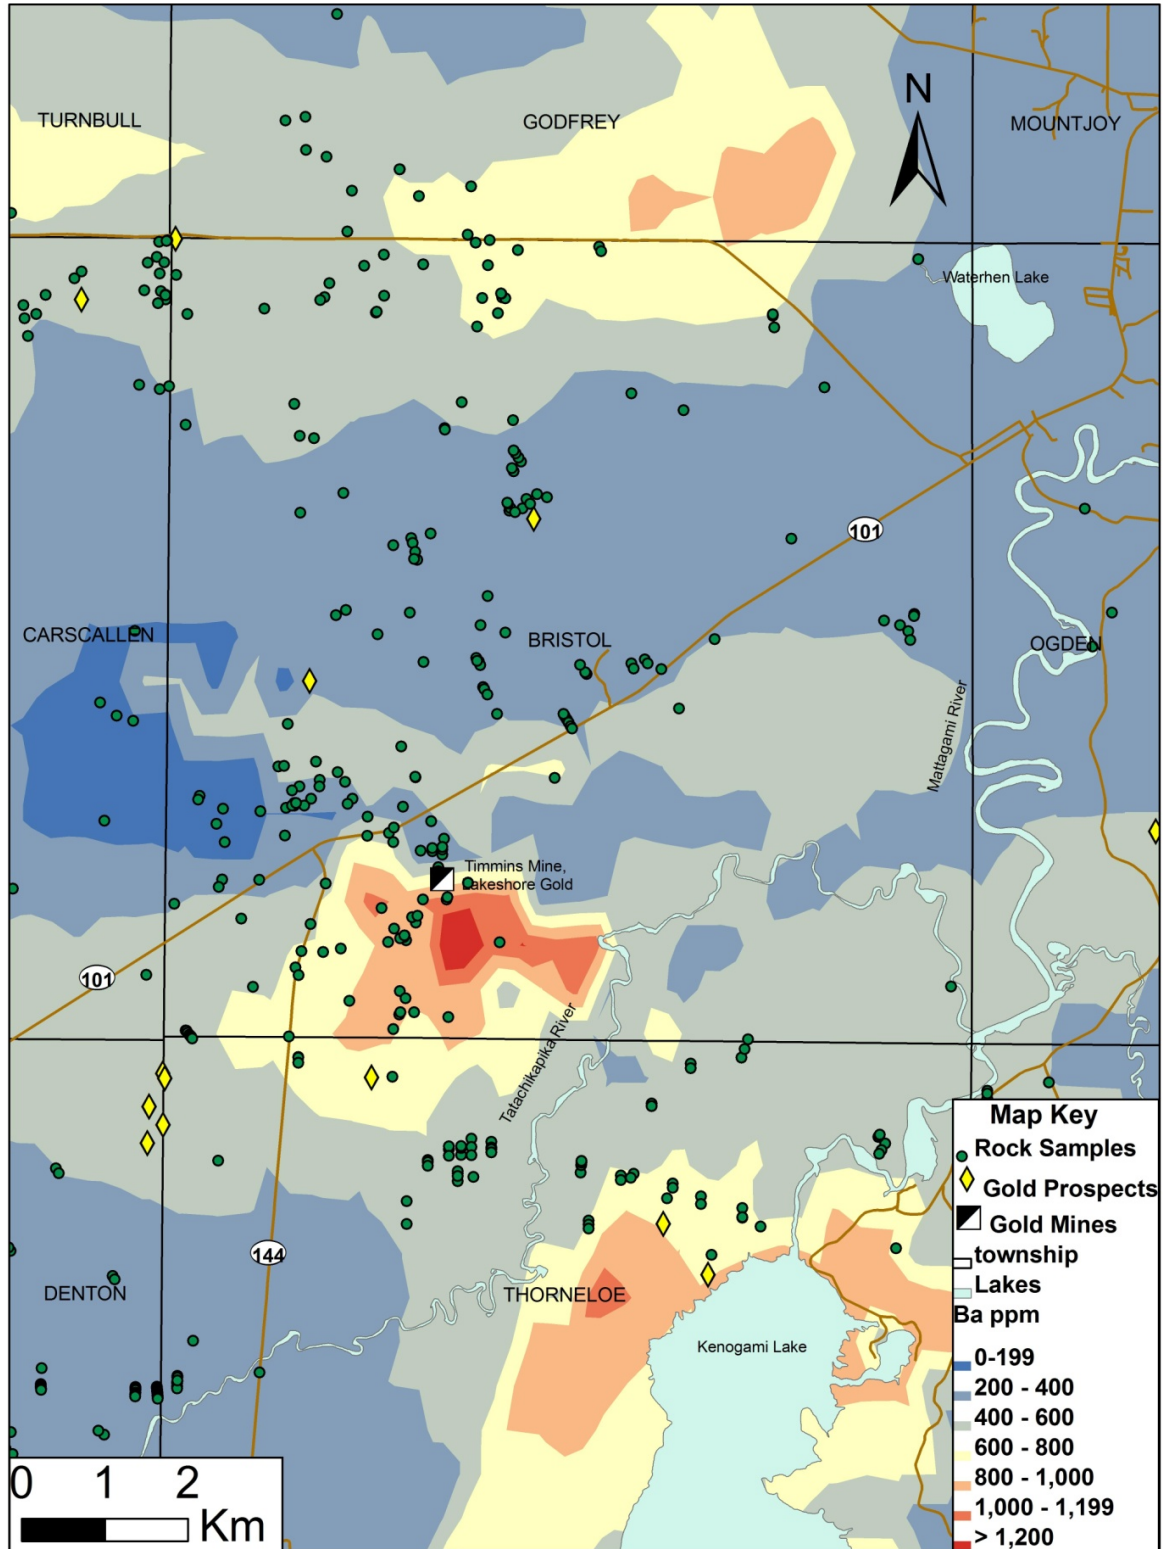 N
TURNBULL
GODFREY
MOUNTJOY
Waterhen Lake
101
CARSCALLEN
BRISTOL
OGDEN
Mattagami River
Timmins Mine,
Lakeshore Gold
101
Tatachikapika River
144
DENTON
THORNELOE
Kenogami Lake
Map Key
Rock Samples
Gold Prospects
Gold Mines
township
Lakes
Ba ppm
0-199
200 - 400
400 - 600
600 - 800
800 - 1,000
1,000 - 1,199
> 1,200
0 1 2
Km